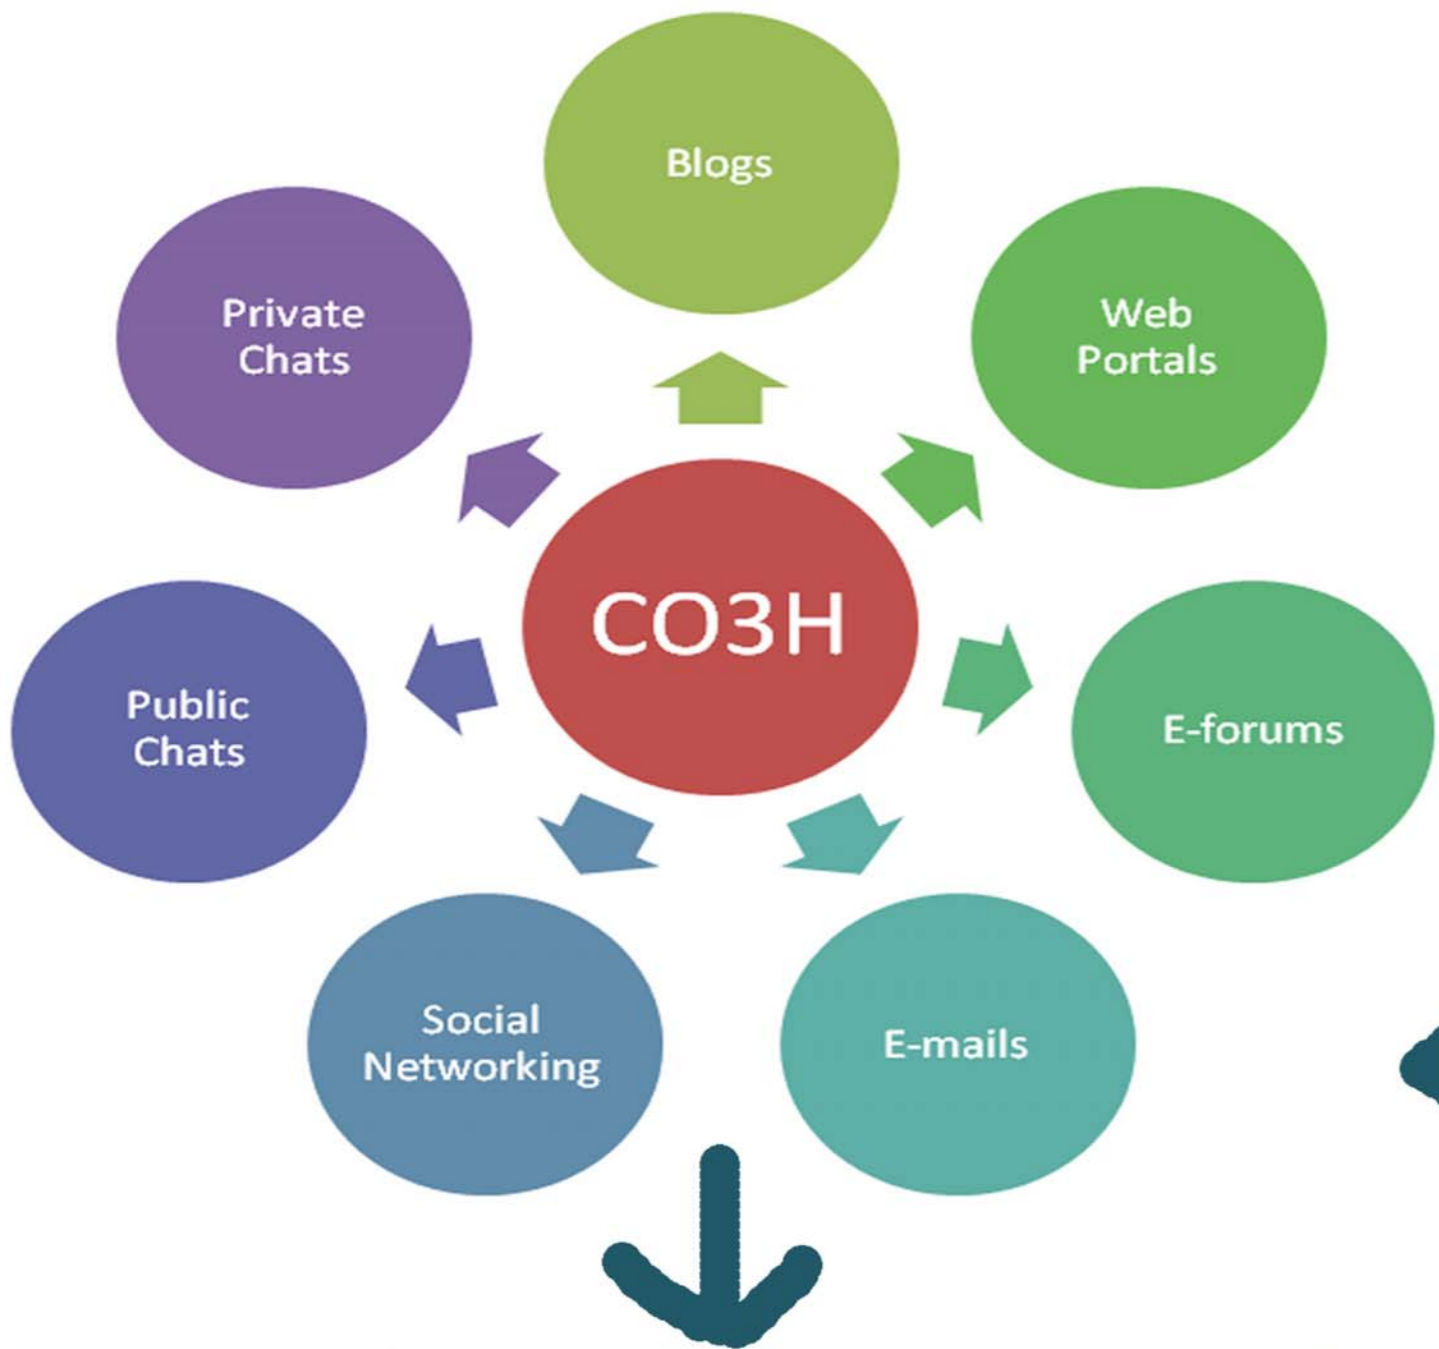 Blogs
Web
Portals
E-forums
E-mails
Social
Networking
Public
Chats
Private
Chats
CO3H